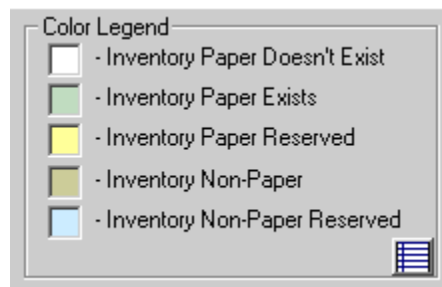 Color Legend
- Inventory Paper Doesn't Exist
- Inventory Paper Exists
- Inventory Paper Reserved
- Inventory Non-Paper
- Inventory Non-Paper Reserved